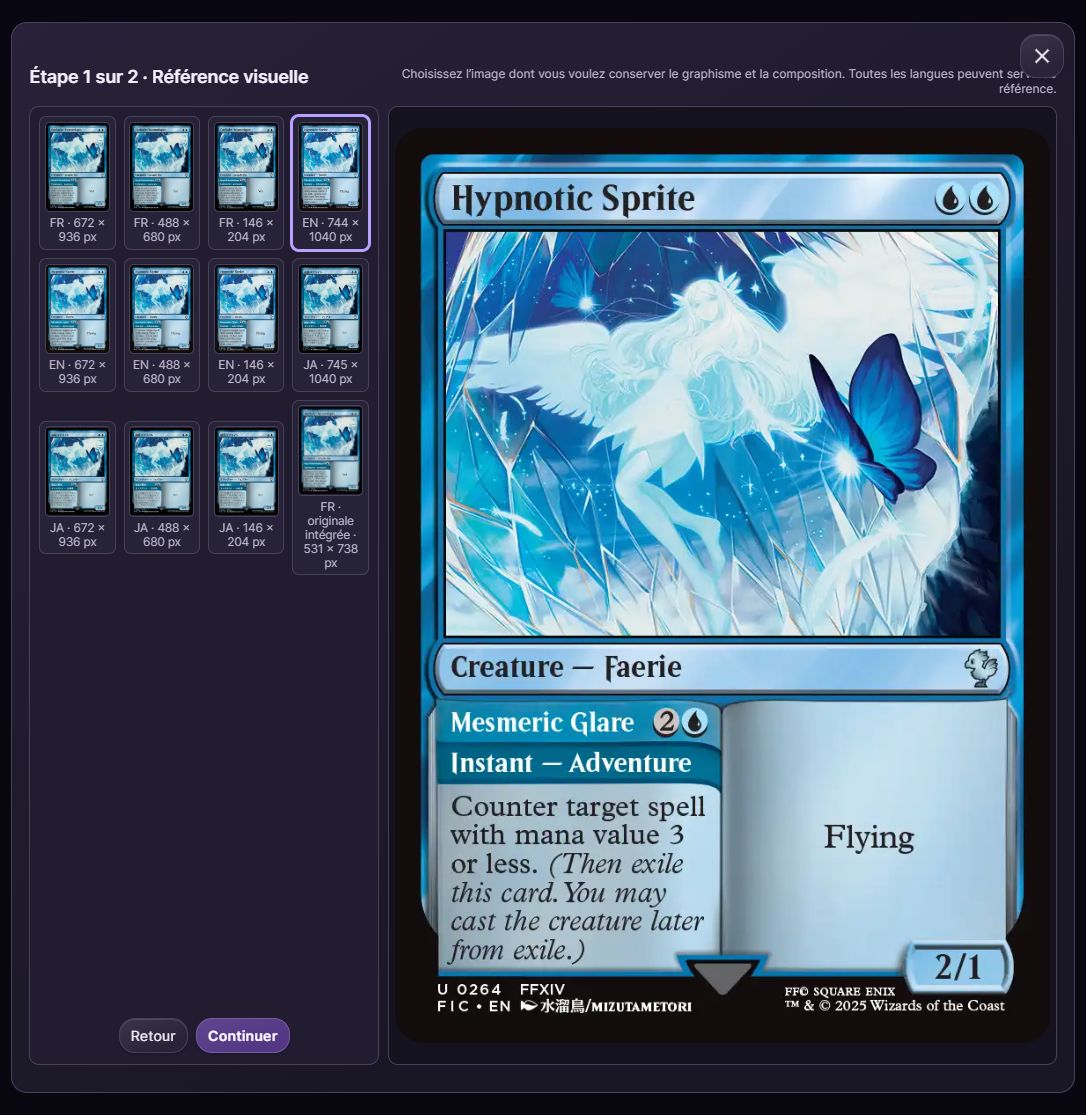 Étape 1 sur 2 · Référence visuelle
Choisissez l'image dont vous voulez conserver le graphisme et la composition. Toutes les langues peuvent
référence.
FR · 672 ×
936 px
FR · 488 ×
680 px
FR · 146 ×
204 px
EN · 744 ×
1040 px
EN · 672 ×
936 px
EN · 488 ×
680 px
EN · 146 ×
204 px
JA · 745 ×
1040 px
JA · 672 ×
936 px
JA · 488 ×
680 px
JA · 146 ×
204 px
FR ·
originale
intégrée ·
531 × 738
px
Retour
Continuer
Hypnotic Sprite
Creature — Faerie
Mesmeric Glare 2
Instant — Adventure
Counter target spell
with mana value 3
or less. (Then exile
this card. You may
cast the creature later
from exile.)
Flying
2/1
U 0264 FFXIV
FIC • EN 水溜鳥/MIZUTAMETORI
FF© SQUARE ENIX
™ & © 2025 Wizards of the Coast